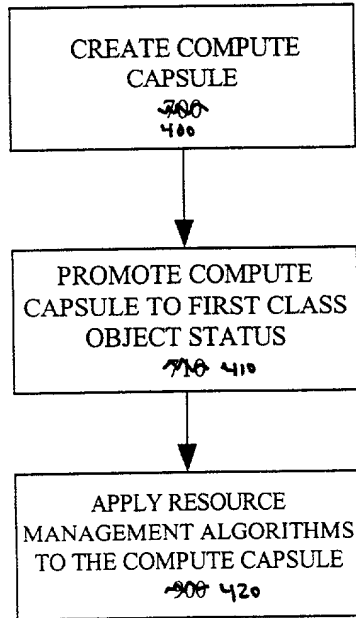 CREATE COMPUTE
CAPSULE
700
400
PROMOTE COMPUTE
CAPSULE TO FIRST CLASS
OBJECT STATUS
710 410
APPLY RESOURCE
MANAGEMENT ALGORITHMS
TO THE COMPUTE CAPSULE
900 420